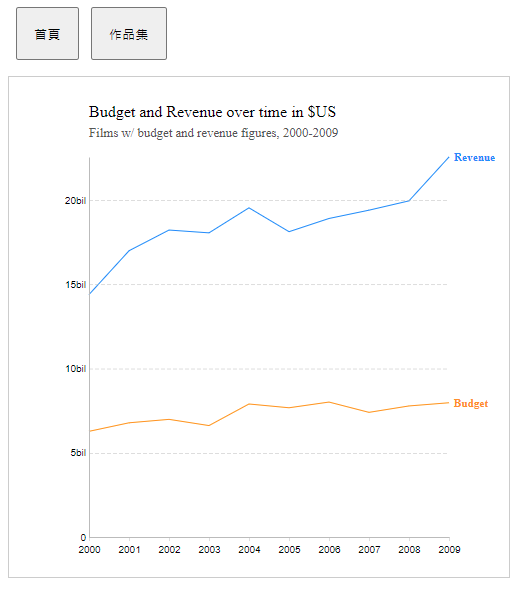 首頁 作品集
Budget and Revenue over time in $US
Films w/ budget and revenue figures, 2000-2009
Revenue
20bil
15bil
10bil
Budget
5bil
0
2000 2001 2002 2003 2004 2005 2006 2007 2008 2009